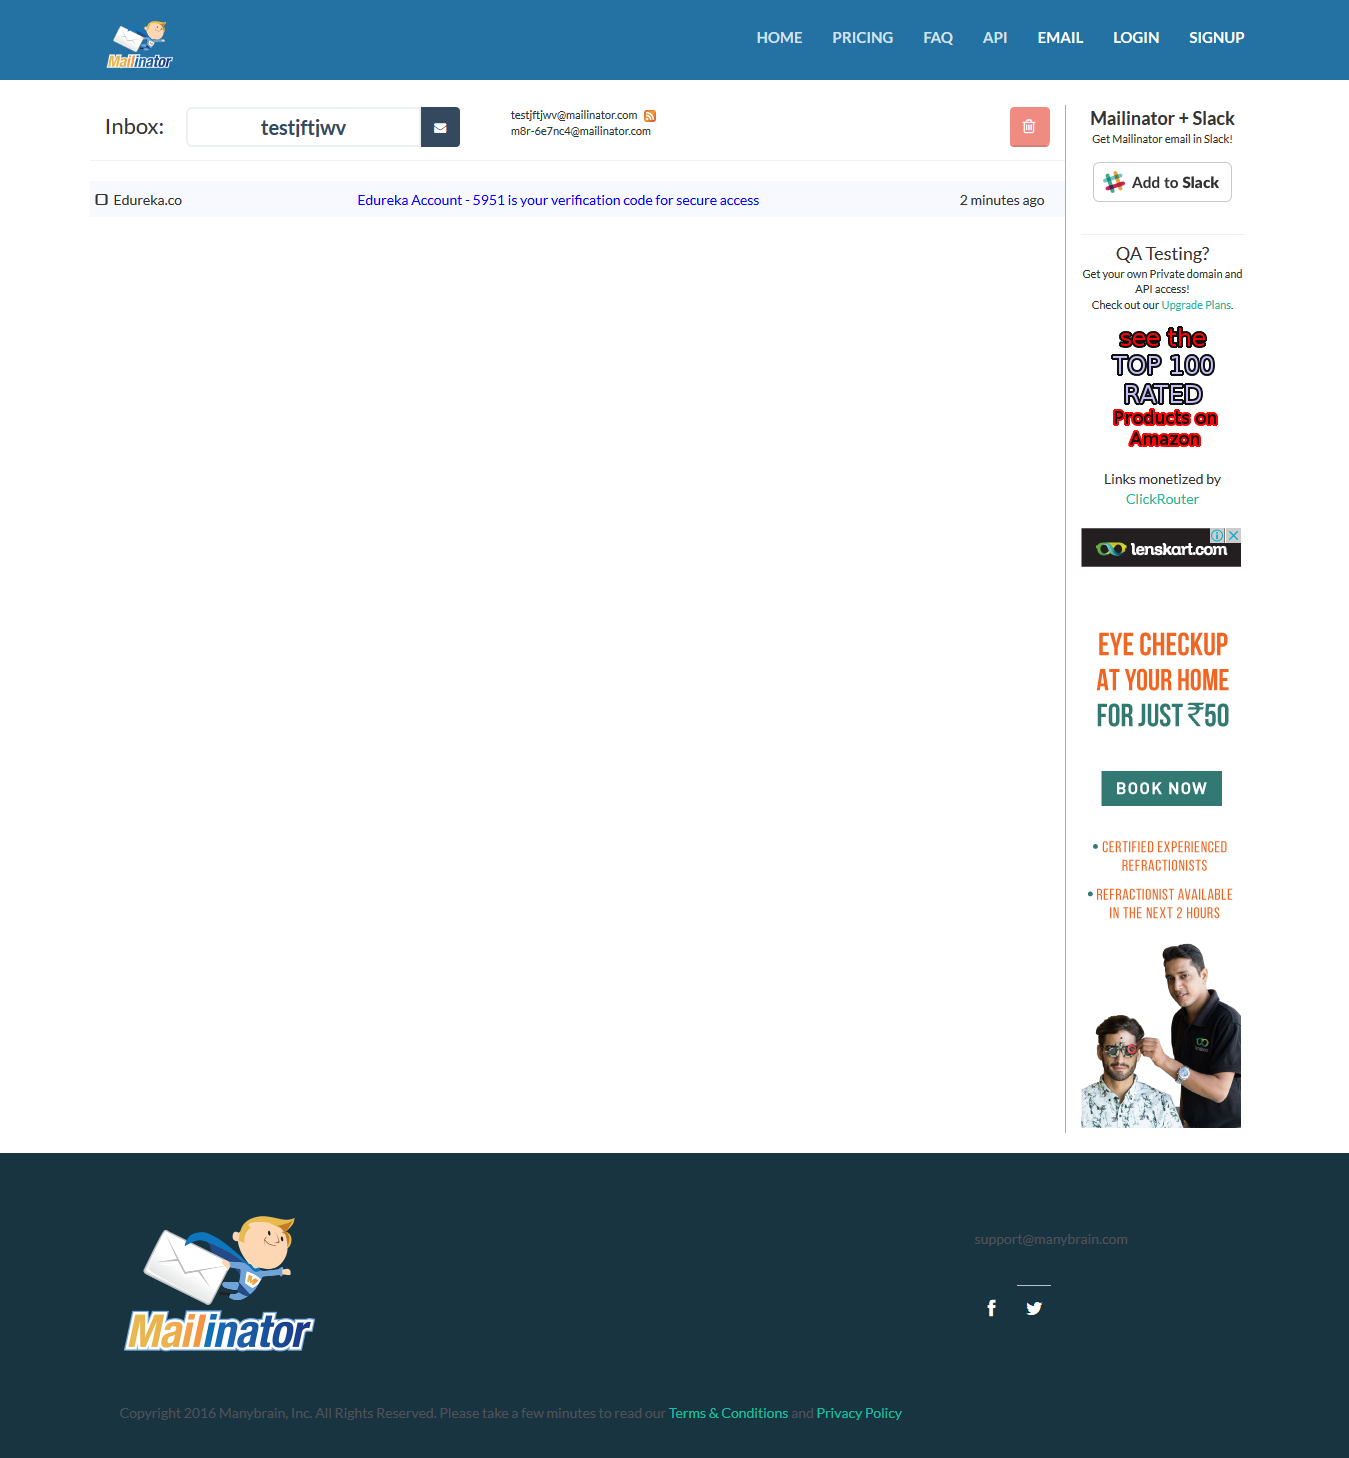 Mailinator
HOME PRICING FAQ API EMAIL LOGIN SIGNUP
Inbox: testjftjwv
testjftjwv@mailinator.com
m8r-6e7nc4@mailinator.com
Edureka.co Edureka Account - 5951 is your verification code for secure access 2 minutes ago
Mailinator + Slack
Get Mailinator email in Slack!
Add to Slack
QA Testing?
Get your own Private domain and
API access!
Check out our Upgrade Plans.
see the
TOP 100
RATED
Products on
Amazon
Links monetized by
ClickRouter
lenskart.com
EYE CHECKUP
AT YOUR HOME
FOR JUST ₹50
BOOK NOW
• CERTIFIED EXPERIENCED
REFRACTIONISTS
• REFRACTIONIST AVAILABLE
IN THE NEXT 2 HOURS
M
Mailinator
support@manybrain.com
Copyright 2016 Manybrain, Inc. All Rights Reserved. Please take a few minutes to read our Terms & Conditions and Privacy Policy